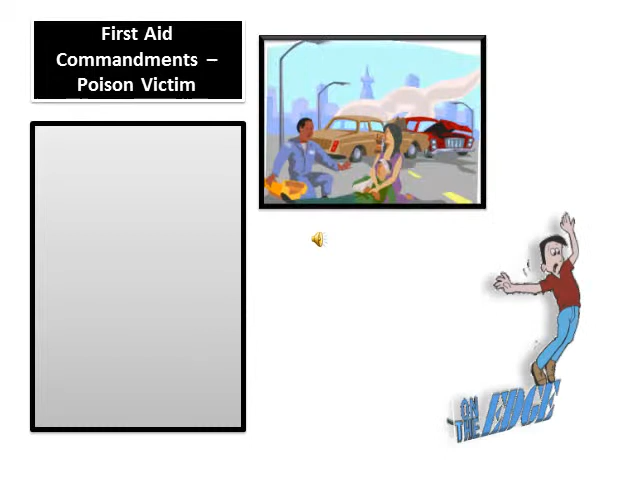 First Aid
Commandments –
Poison Victim
ON
THE EDGE